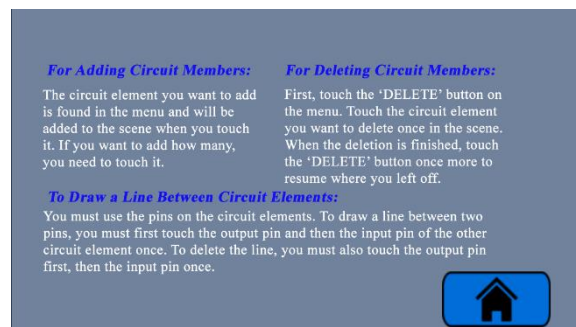 For Adding Circuit Members:
The circuit element you want to add
is found in the menu and will be
added to the scene when you touch
it. If you want to add how many,
you need to touch it.
For Deleting Circuit Members:
First, touch the ‘DELETE’ button on
the menu. Touch the circuit element
you want to delete once in the scene.
When the deletion is finished, touch
the ‘DELETE’ button once more to
resume where you left off.
To Draw a Line Between Circuit Elements:
You must use the pins on the circuit elements. To draw a line between two
pins, you must first touch the output pin and then the input pin of the other
circuit element once. To delete the line, you must also touch the output pin
first, then the input pin once.